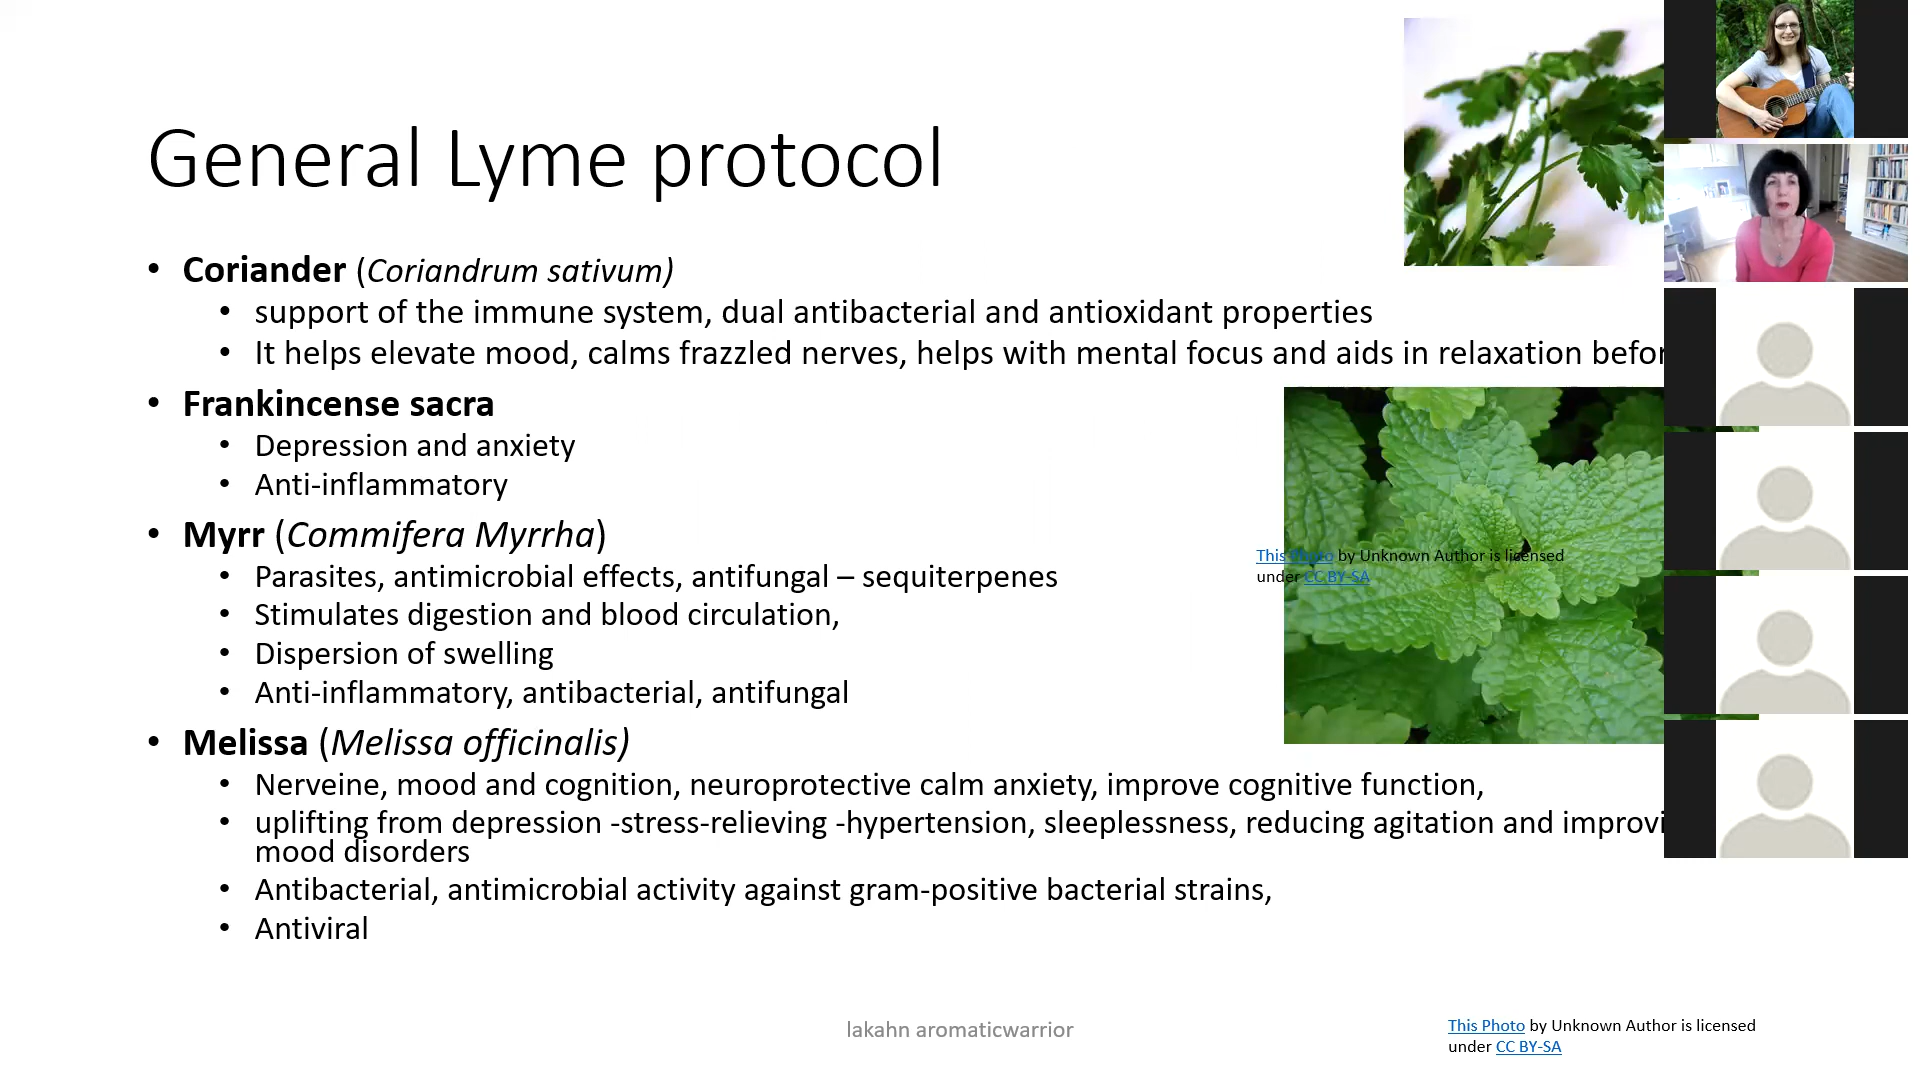 General Lyme protocol
• Coriander (Coriandrum sativum)
• support of the immune system, dual antibacterial and antioxidant properties
• It helps elevate mood, calms frazzled nerves, helps with mental focus and aids in relaxation
• Frankincense sacra
• Depression and anxiety
• Anti-inflammatory
• Myrr (Commifera Myrrha)
• Parasites, antimicrobial effects, antifungal – sequiterpenes
This Photo by Unknown Author is licensed
under CC BY-SA
• Stimulates digestion and blood circulation,
• Dispersion of swelling
• Anti-inflammatory, antibacterial, antifungal
• Melissa (Melissa officinalis)
• Nerveine, mood and cognition, neuroprotective calm anxiety, improve cognitive function,
• uplifting from depression -stress-relieving -hypertension, sleeplessness, reducing agitation and
mood disorders
• Antibacterial, antimicrobial activity against gram-positive bacterial strains,
• Antiviral
lakahn aromaticwarrior
This Photo by Unknown Author is licensed
under CC BY-SA